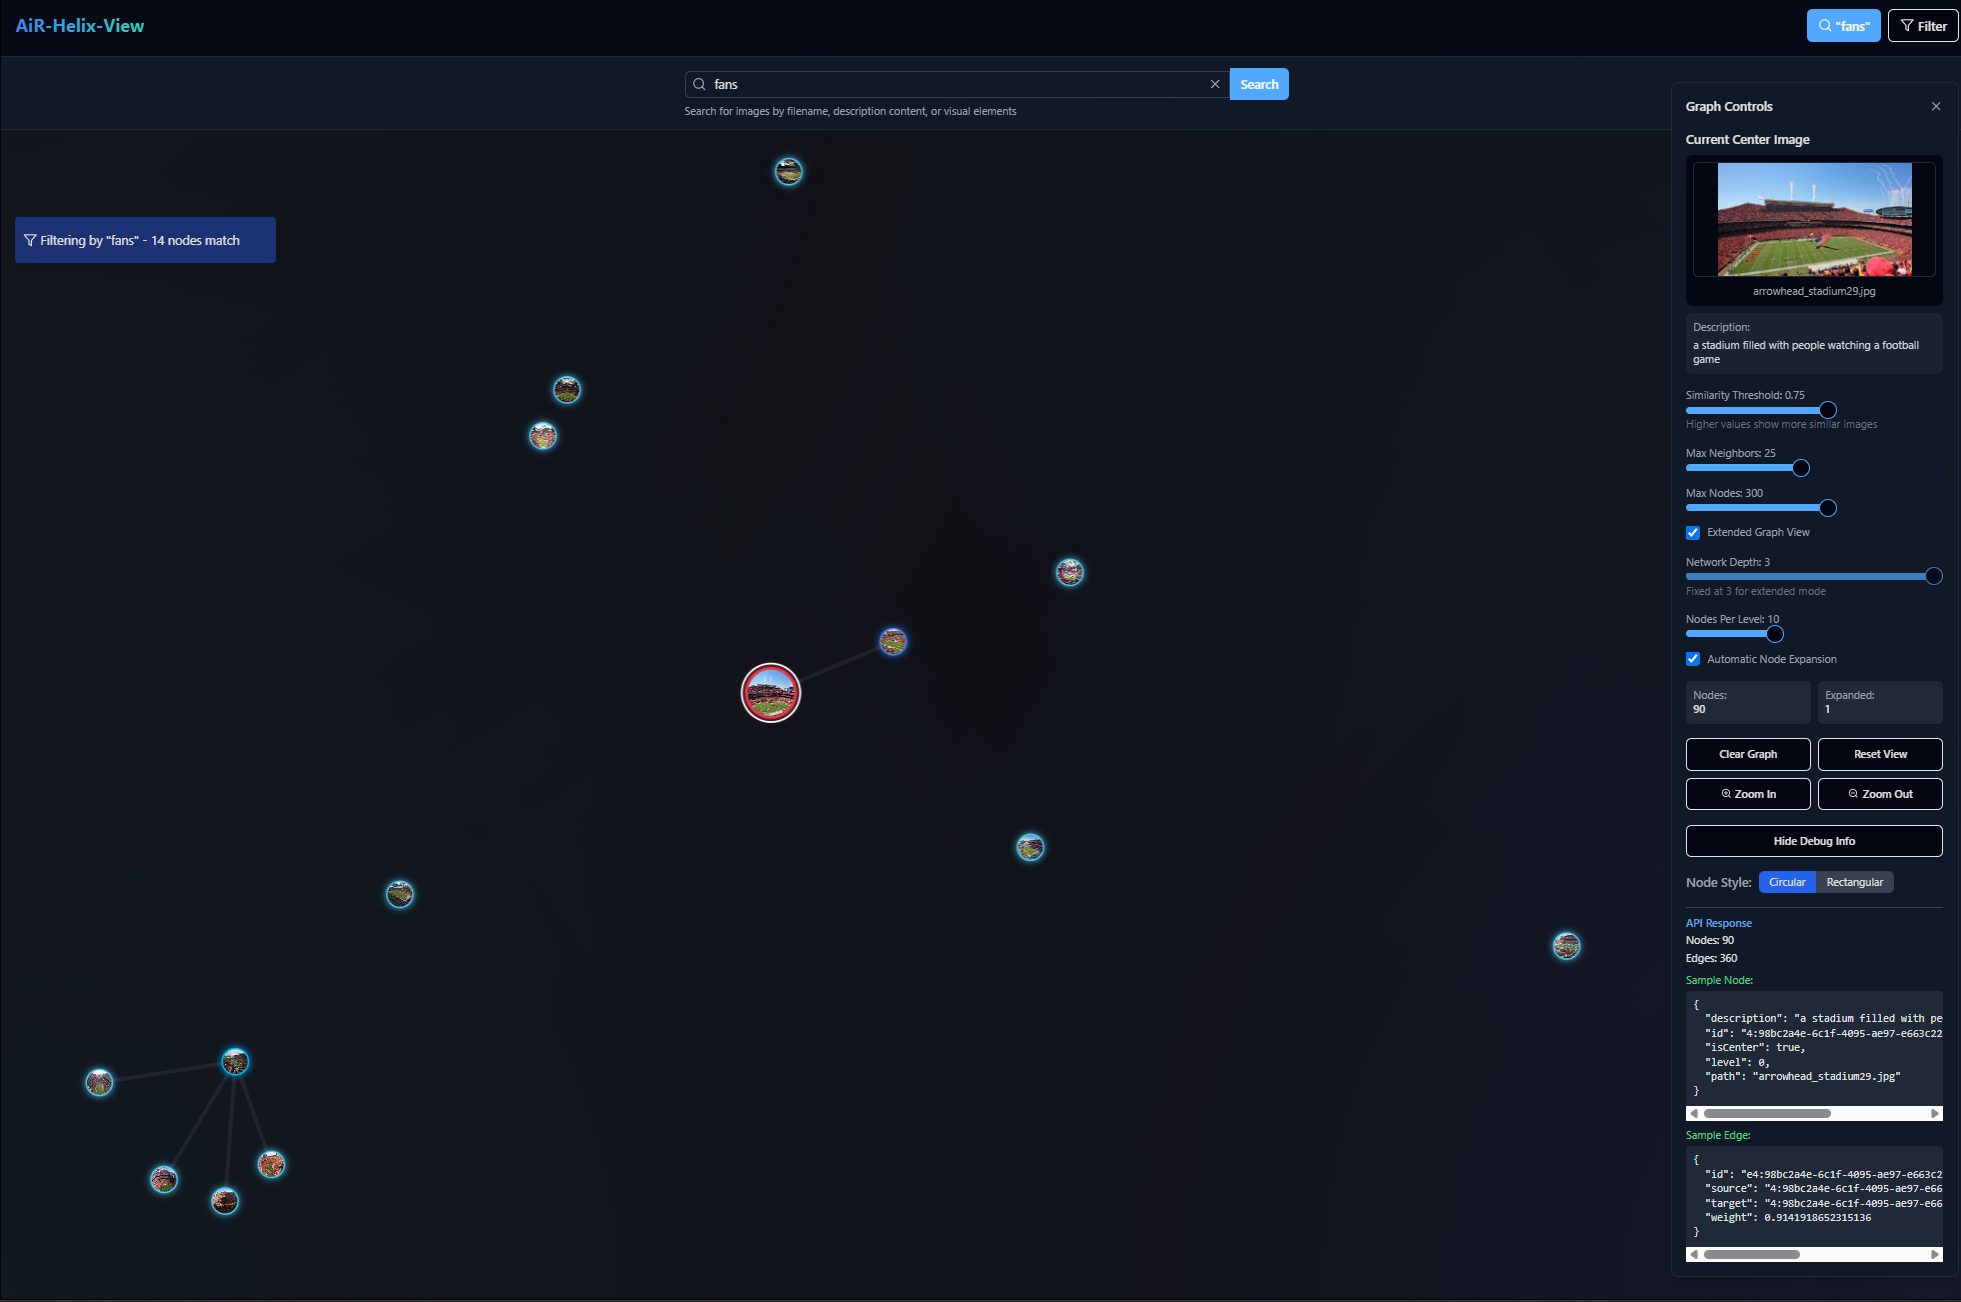 AiR-Helix-View
"fans"
Filter
fans
Search
Search for images by filename, description content, or visual elements
Filtering by "fans" - 14 nodes match
Graph Controls
Current Center Image
arrowhead_stadium29.jpg
Description:
a stadium filled with people watching a football
game
Similarity Threshold: 0.75
Higher values show more similar images
Max Neighbors: 25
Max Nodes: 300
Extended Graph View
Network Depth: 3
Fixed at 3 for extended mode
Nodes Per Level: 10
Automatic Node Expansion
Nodes:
90
Expanded:
1
Clear Graph
Reset View
Zoom In
Zoom Out
Hide Debug Info
Node Style:
Circular
Rectangular
API Response
Nodes: 90
Edges: 360
Sample Node:
{
"description": "a stadium filled with pe
"id": "4:98bc2a4e-6c1f-4095-ae97-e663c22
"isCenter": true,
"level": 0,
"path": "arrowhead_stadium29.jpg"
}
Sample Edge:
{
"id": "e4:98bc2a4e-6c1f-4095-ae97-e663c2
"source": "4:98bc2a4e-6c1f-4095-ae97-e66
"target": "4:98bc2a4e-6c1f-4095-ae97-e66
"weight": 0.9141918652315136
}